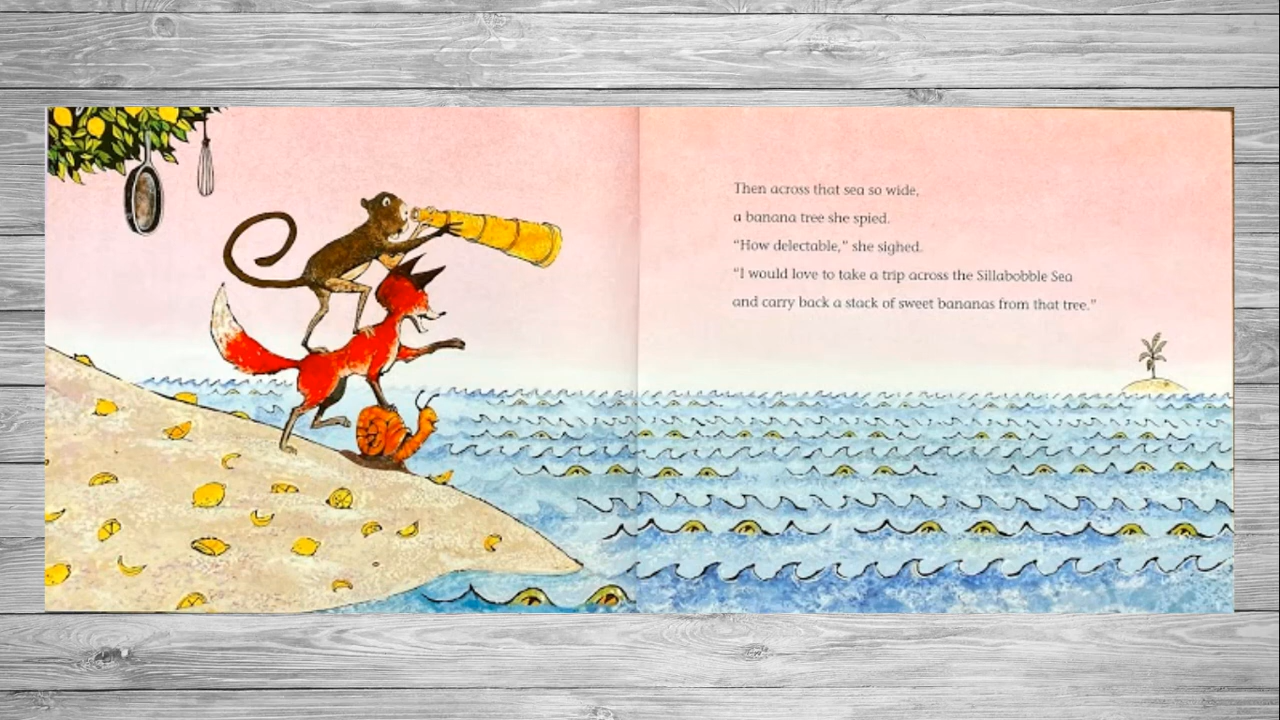 Then across that sea so wide,
a banana tree she spied.
“How delectable,” she sighed.
“I would love to take a trip across the Sillabobble Sea
and carry back a stack of sweet bananas from that tree.”